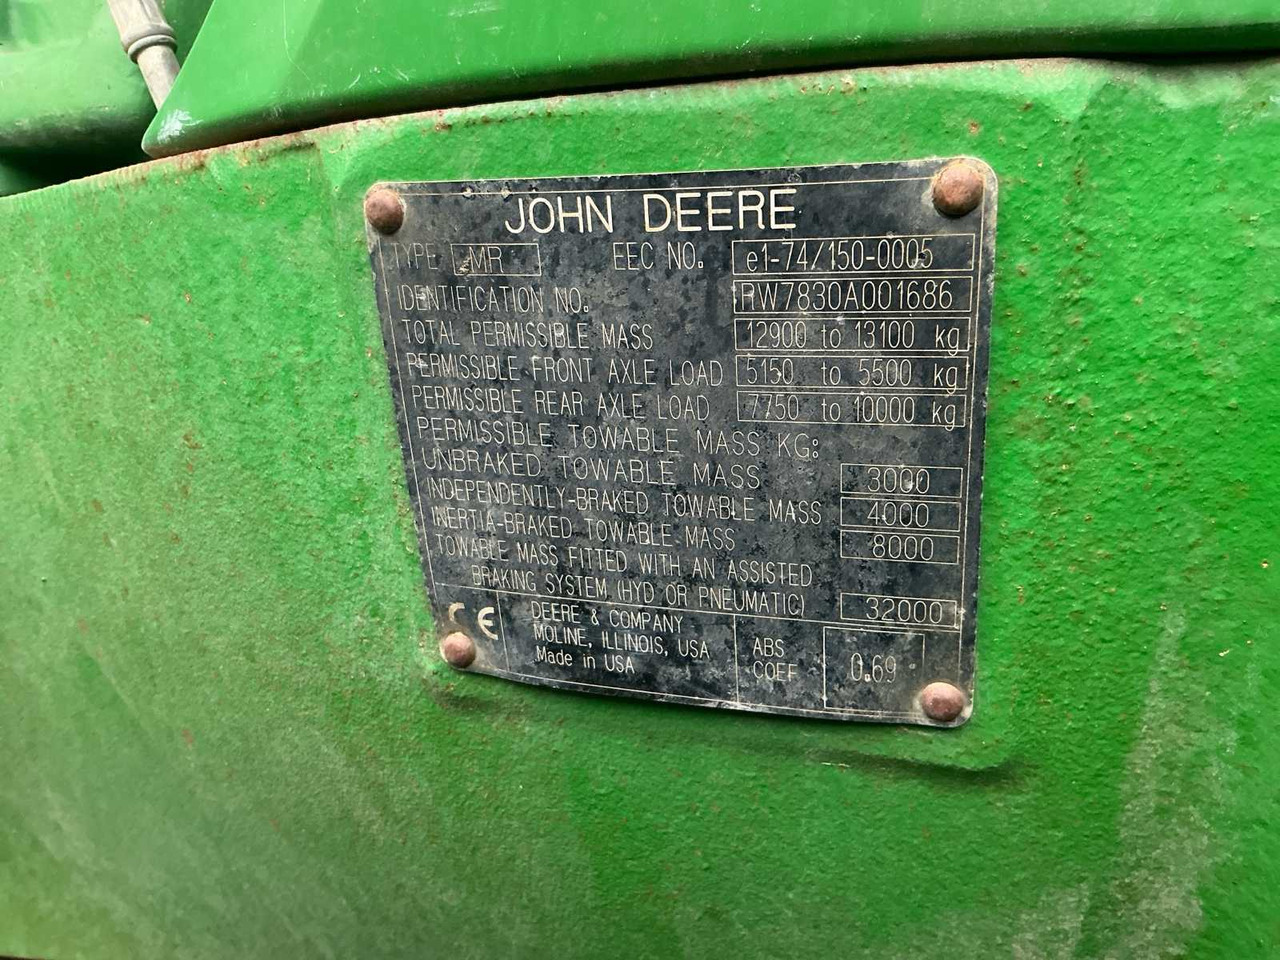 JOHN DEERE
TYPE MR EEC NO. e1-74/150-0005
IDENTIFICATION NO. RW7830A001686
TOTAL PERMISSIBLE MASS 12900 to 13100 kg
PERMISSIBLE FRONT AXLE LOAD 5150 to 5500 kg
PERMISSIBLE REAR AXLE LOAD 7750 to 10000 kg
PERMISSIBLE TOWABLE MASS KG:
UNBRAKED TOWABLE MASS 3000
INDEPENDENTLY-BRAKED TOWABLE MASS 4000
INERTIA-BRAKED TOWABLE MASS 8000
TOWABLE MASS FITTED WITH AN ASSISTED
BRAKING SYSTEM (HYD OR PNEUMATIC) 32000
CE
DEERE & COMPANY
MOLINE, ILLINOIS, USA
Made in USA
ABS
COEF
0.69